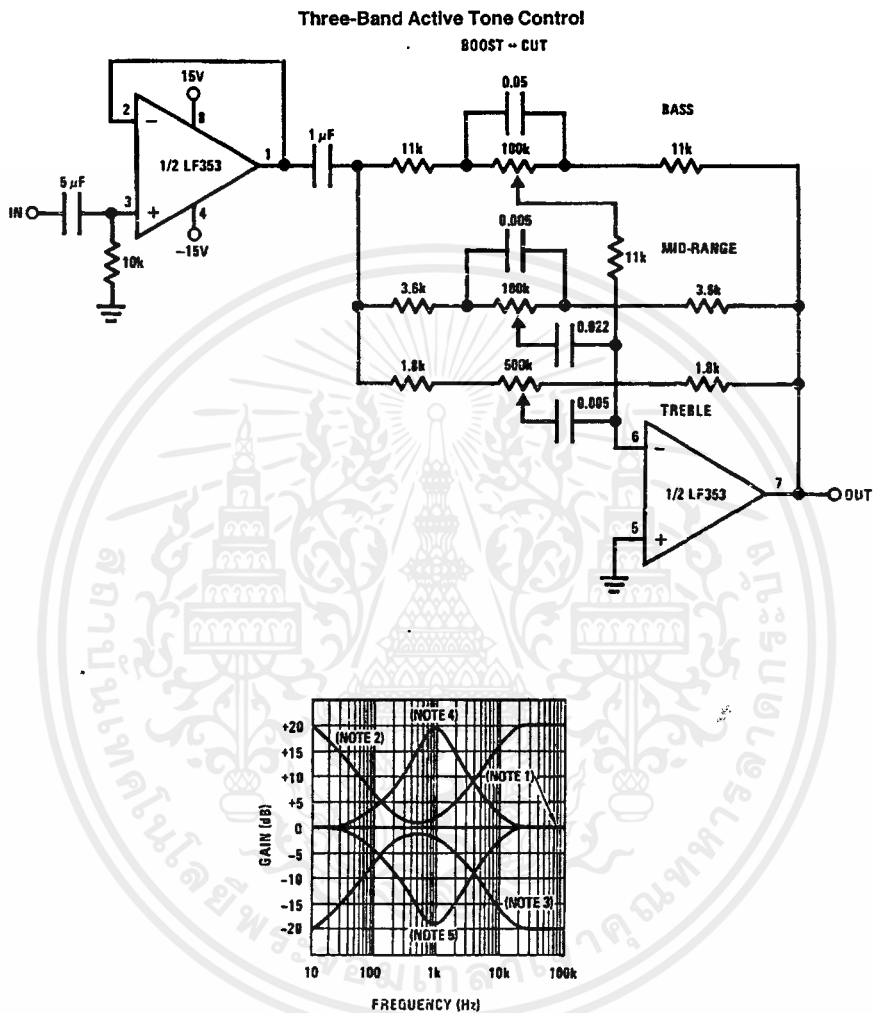 Three-Band Active Tone Control
BOOST ↔ CUT
15V
2
8
−
1/2 LF353
1
5 μF
3
+
4
−15V
IN
10k
1 μF
0.05
BASS
11k
100k
11k
0.005
11k
MID-RANGE
3.6k
100k
3.6k
0.022
1.8k
500k
1.8k
0.005
TREBLE
6
−
1/2 LF353
7
OUT
5
+
+20
+15
+10
+5
0
−5
−10
−15
−20
GAIN (dB)
(NOTE 4)
(NOTE 2)
(NOTE 1)
(NOTE 3)
(NOTE 5)
10
100
1k
10k
100k
FREQUENCY (Hz)